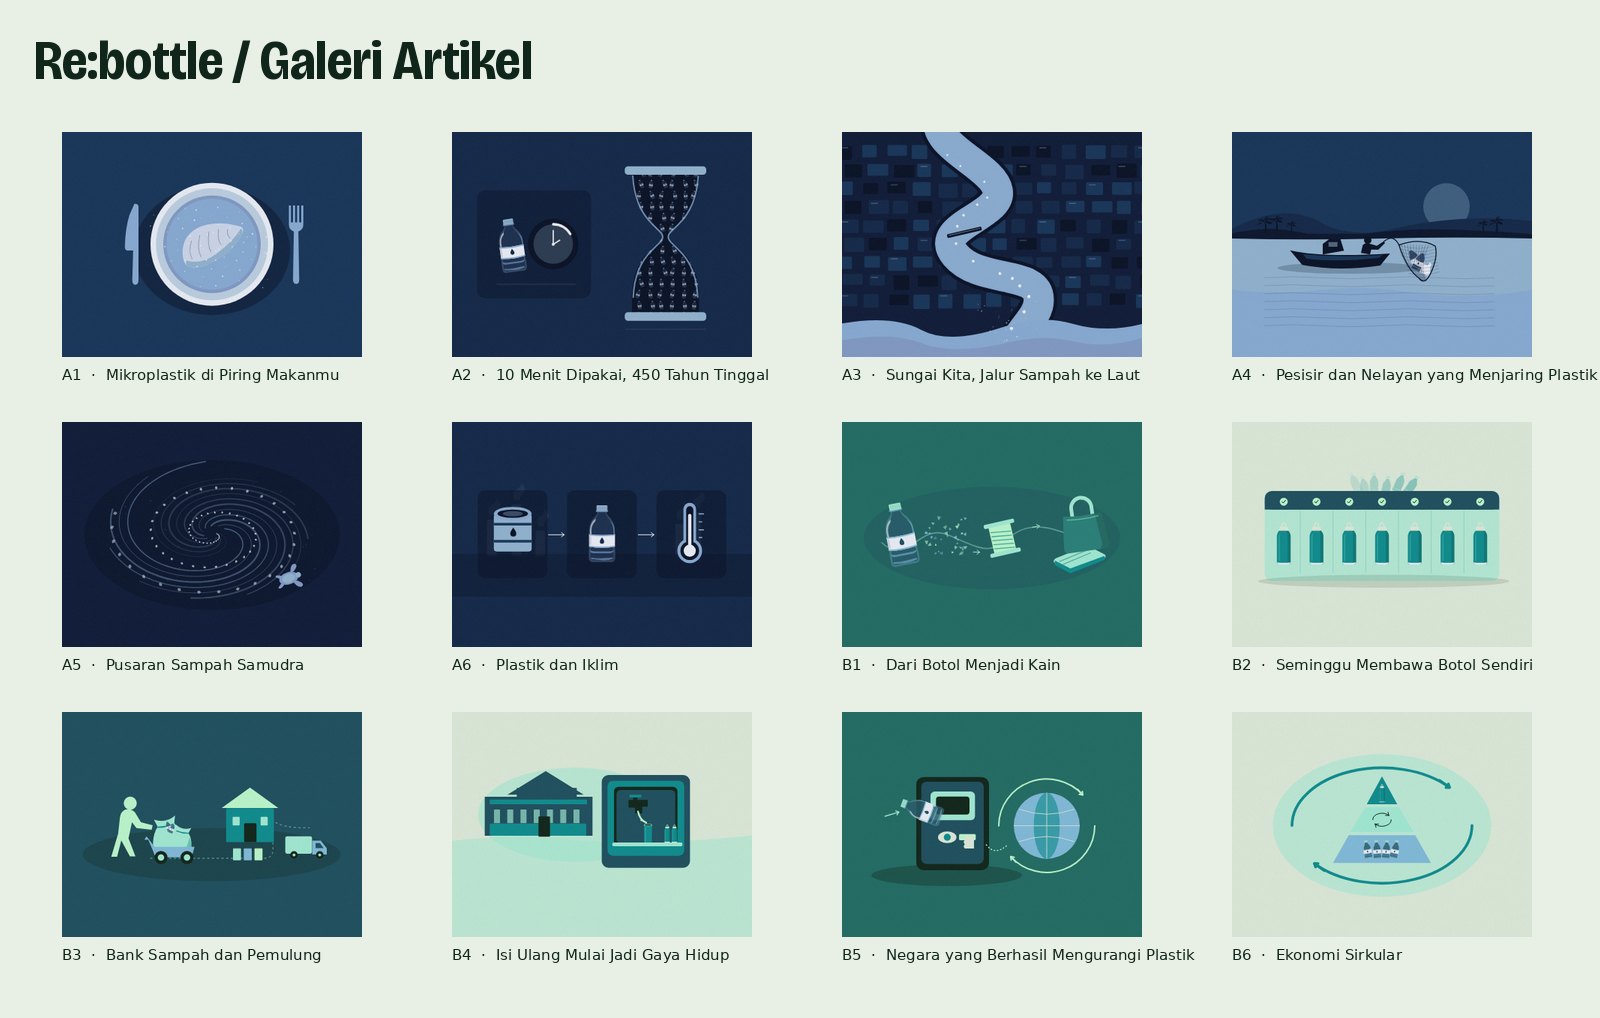 Re:bottle / Galeri Artikel
A1 · Mikroplastik di Piring Makanmu
A2 · 10 Menit Dipakai, 450 Tahun Tinggal
A3 · Sungai Kita, Jalur Sampah ke Laut
A4 · Pesisir dan Nelayan yang Menjaring Plastik
A5 · Pusaran Sampah Samudra
A6 · Plastik dan Iklim
B1 · Dari Botol Menjadi Kain
B2 · Seminggu Membawa Botol Sendiri
B3 · Bank Sampah dan Pemulung
B4 · Isi Ulang Mulai Jadi Gaya Hidup
B5 · Negara yang Berhasil Mengurangi Plastik
B6 · Ekonomi Sirkular